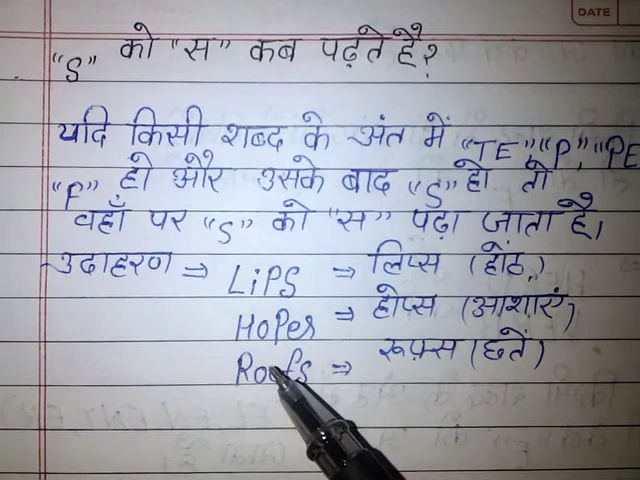 DATE
"S" को "स" कब पढ़ते है?
यदि किसी शब्द के अंत में "TE", "P", "PE
"F" हो और उसके बाद "S" हो तो
वहाँ पर "S" को "स" पढ़ा जाता है।
उदाहरण ⇒ LiPS ⇒ लिप्स (होंठ)
HoPes ⇒ होप्स (आशाएं)
Roofs ⇒ रूफ़्स (छतें)